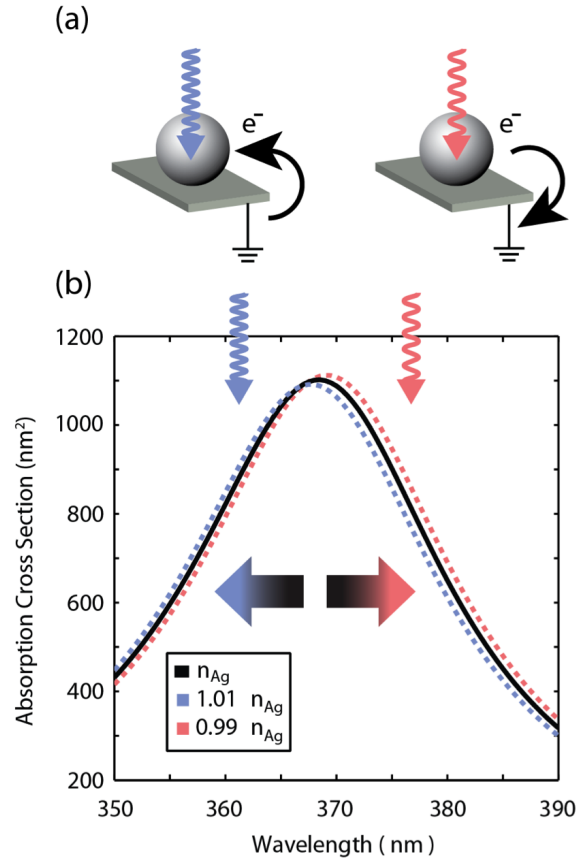 (a)
e⁻ e⁻
(b)
1200
1000
800
600
400
200
Absorption Cross Section (nm²)
n_Ag
1.01 n_Ag
0.99 n_Ag
350 360 370 380 390
Wavelength ( nm )